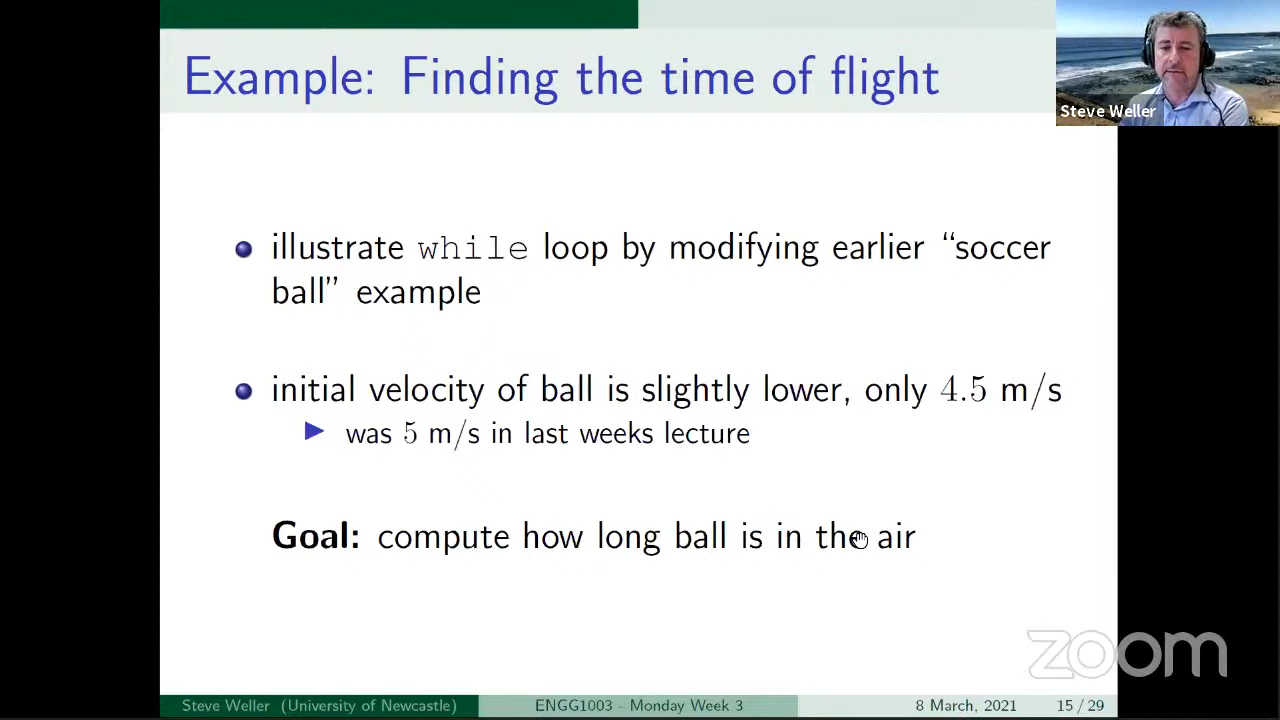 Example: Finding the time of flight
Steve Weller
illustrate while loop by modifying earlier “soccer
ball” example
initial velocity of ball is slightly lower, only 4.5 m/s
was 5 m/s in last weeks lecture
Goal: compute how long ball is in the air
zoom
Steve Weller (University of Newcastle)
ENGG1003 - Monday Week 3
8 March, 2021
15 / 29